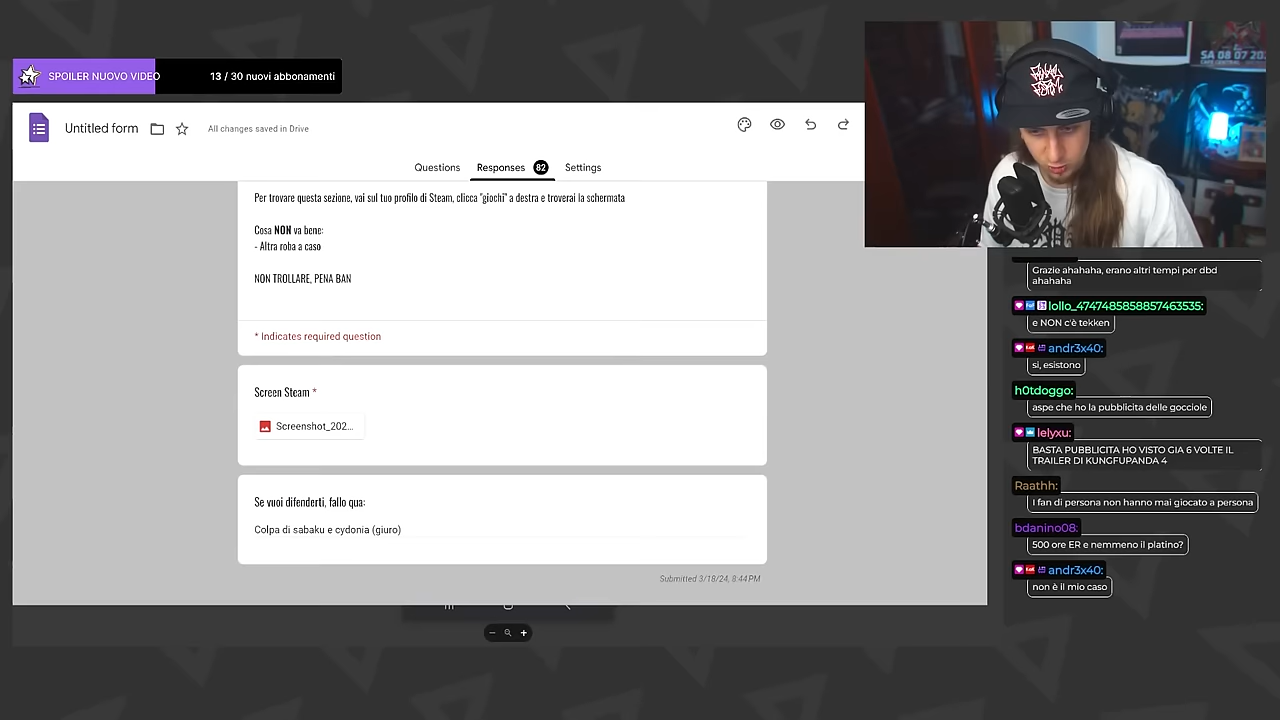 SPOILER NUOVO VIDEO
13 / 30 nuovi abbonamenti
Untitled form
All changes saved in Drive
Questions
Responses
82
Settings
Per trovare questa sezione, vai sul tuo profilo di Steam, clicca "giochi" a destra e troverai la schermata
Cosa NON va bene:
- Altra roba a caso
NON TROLLARE, PENA BAN
* Indicates required question
Screen Steam *
Screenshot_202...
Se vuoi difenderti, fallo qua:
Colpa di sabaku e cydonia (giuro)
Submitted 3/18/24, 8:44 PM
SA 08 07 20
Grazie ahahaha, erano altri tempi per dbd
ahahaha
lollo_4747485858857463535:
e NON c'è tekken
andr3x40:
si, esistono
h0tdoggo:
aspe che ho la pubblicita delle gocciole
lelyxu:
BASTA PUBBLICITA HO VISTO GIA 6 VOLTE IL
TRAILER DI KUNGFUPANDA 4
Raathh:
I fan di persona non hanno mai giocato a persona
bdanino08:
500 ore ER e nemmeno il platino?
andr3x40:
non è il mio caso